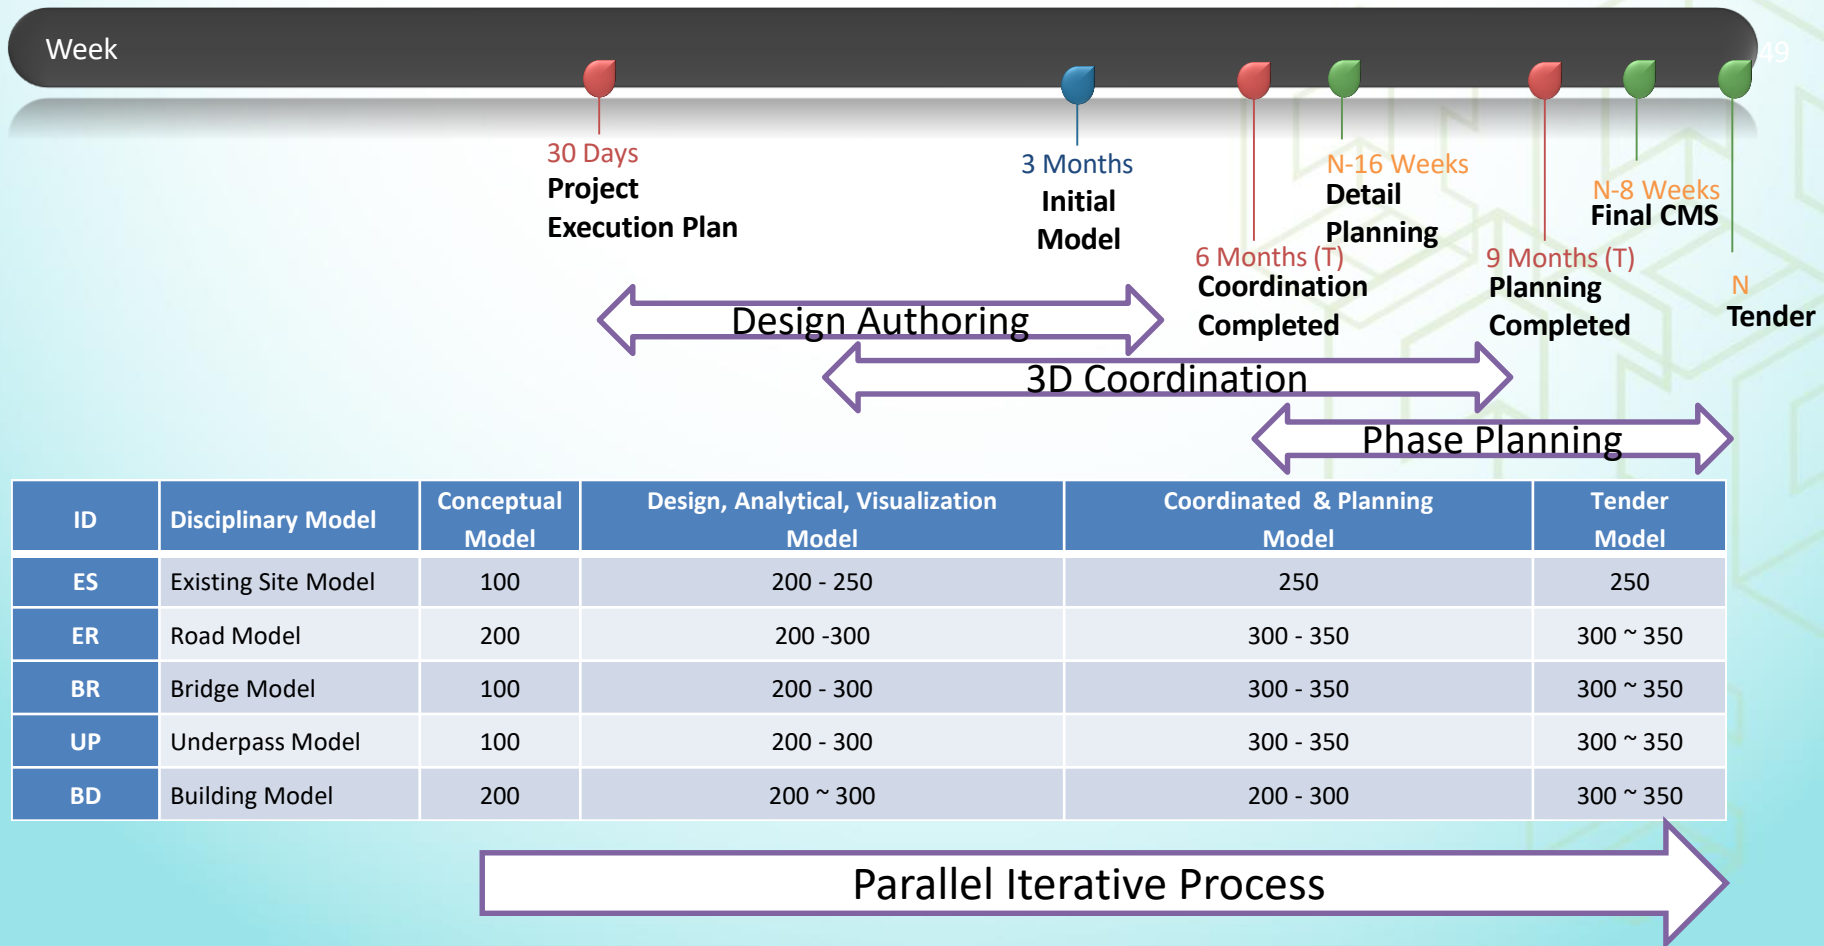 Week
49
30 Days
Project
Execution Plan
3 Months
Initial
Model
6 Months (T)
Coordination
Completed
N-16 Weeks
Detail
Planning
9 Months (T)
Planning
Completed
N-8 Weeks
Final CMS
N
Tender
Design Authoring
3D Coordination
Phase Planning
ID Disciplinary Model Conceptual Model Design, Analytical, Visualization Model Coordinated & Planning Model Tender Model
ES Existing Site Model 100 200 - 250 250 250
ER Road Model 200 200 -300 300 - 350 300 ~ 350
BR Bridge Model 100 200 - 300 300 - 350 300 ~ 350
UP Underpass Model 100 200 - 300 300 - 350 300 ~ 350
BD Building Model 200 200 ~ 300 200 - 300 300 ~ 350
Parallel Iterative Process